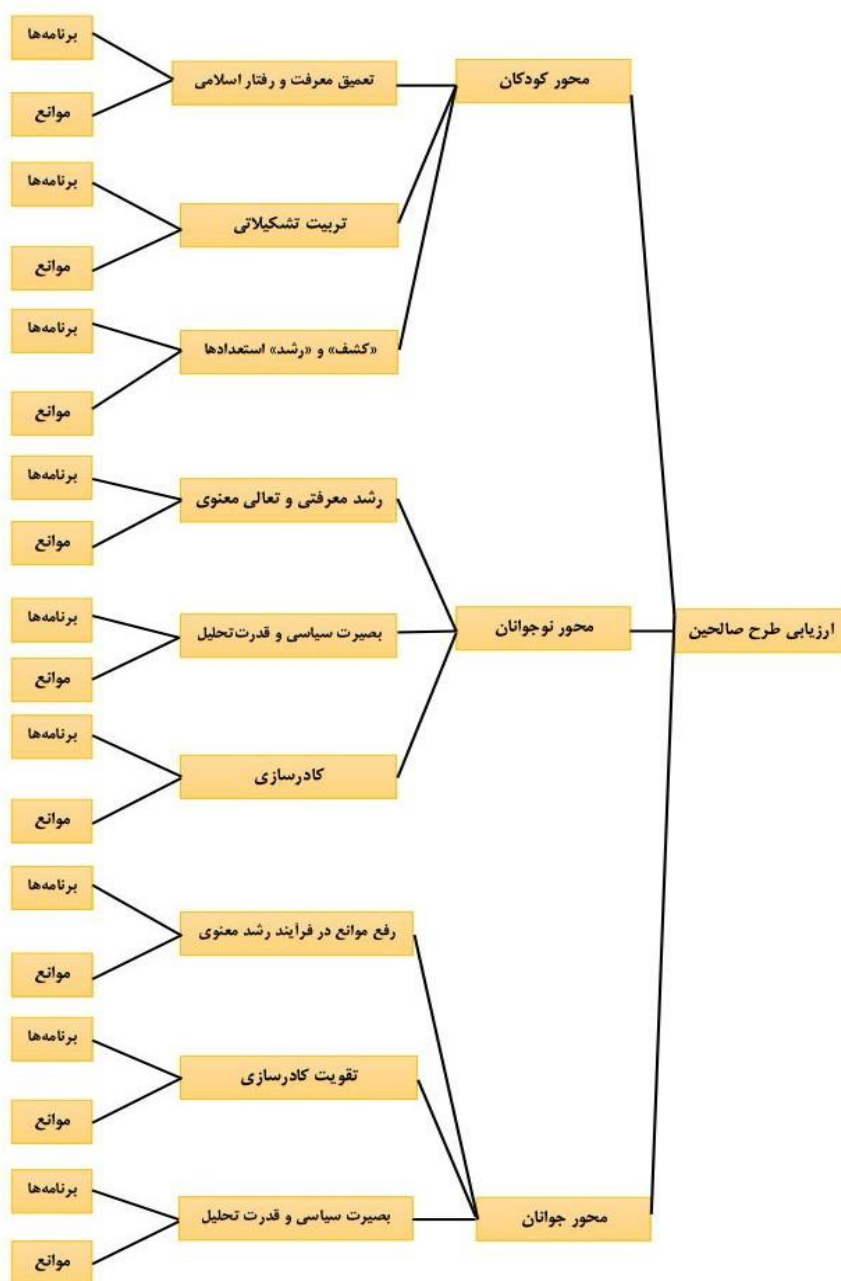 ارزیابی طرح صالحین
محور کودکان
تعمیق معرفت و رفتار اسلامی
برنامه‌ها
موانع
تربیت تشکیلاتی
برنامه‌ها
موانع
«کشف» و «رشد» استعدادها
برنامه‌ها
موانع
محور نوجوانان
رشد معرفتی و تعالی معنوی
برنامه‌ها
موانع
بصیرت سیاسی و قدرت‌تحلیل
برنامه‌ها
موانع
کادرسازی
برنامه‌ها
موانع
محور جوانان
رفع موانع در فرآیند رشد معنوی
برنامه‌ها
موانع
تقویت کادرسازی
برنامه‌ها
موانع
بصیرت سیاسی و قدرت تحلیل
برنامه‌ها
موانع